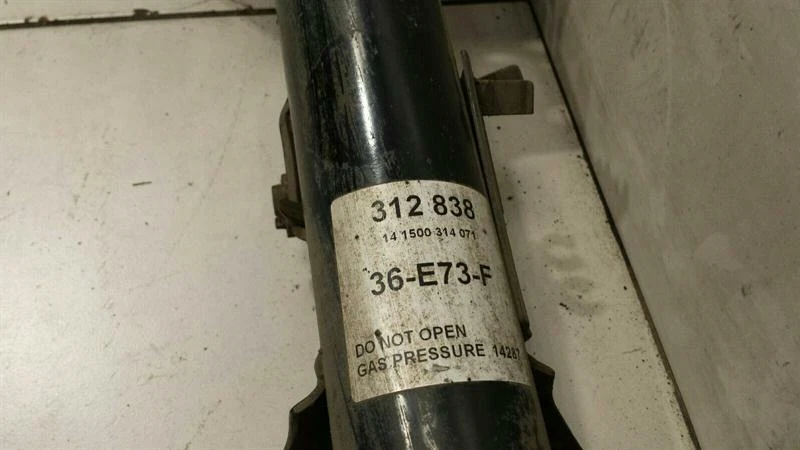 312 838
14 1500 314 071
36-E73-F
DO NOT OPEN
GAS PRESSURE 14287